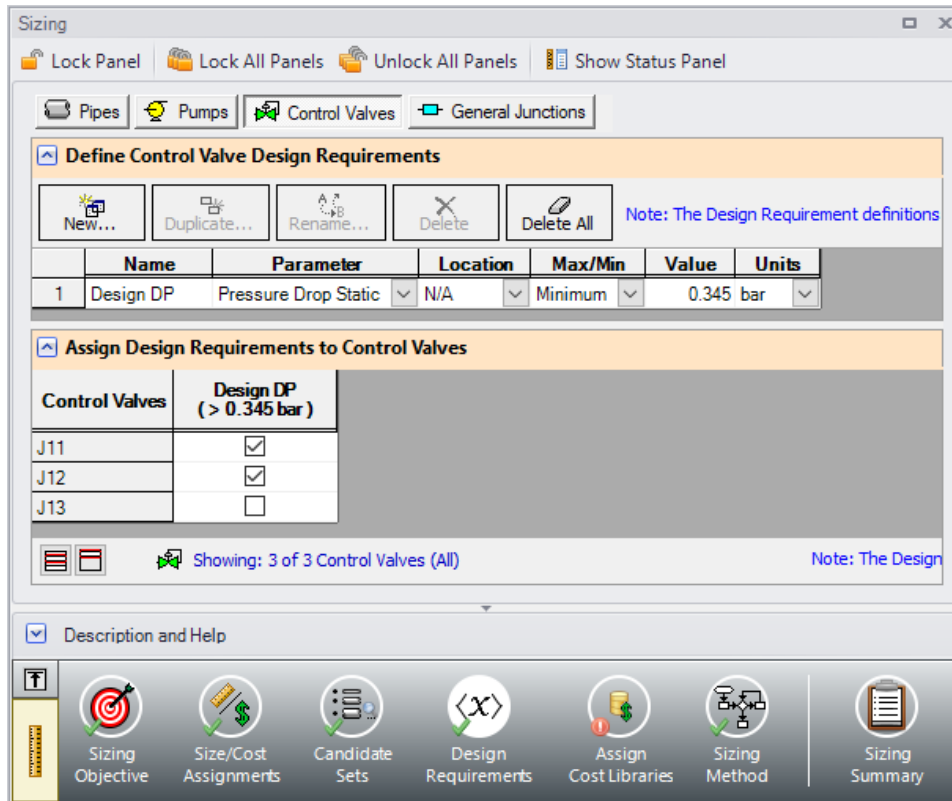 Sizing
Lock Panel Lock All Panels Unlock All Panels Show Status Panel
Pipes Pumps Control Valves General Junctions
Define Control Valve Design Requirements
New... Duplicate... Rename... Delete Delete All Note: The Design Requirement definitions
Name Parameter Location Max/Min Value Units
1 Design DP Pressure Drop Static N/A Minimum 0.345 bar
Assign Design Requirements to Control Valves
Control Valves Design DP
( > 0.345 bar )
J11
J12
J13
Showing: 3 of 3 Control Valves (All) Note: The Design
Description and Help
Sizing Size/Cost Candidate Design Assign Sizing Sizing
Objective Assignments Sets Requirements Cost Libraries Method Summary